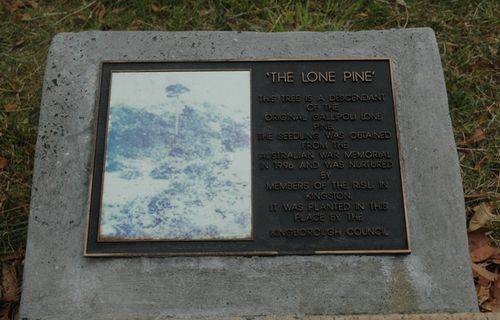 'THE LONE PINE'
THIS TREE IS A DESCENDANT
OF THE
ORIGINAL GALLIPOLI LONE
PINE.
THE SEEDLING WAS OBTAINED
FROM THE
AUSTRALIAN WAR MEMORIAL
IN 1996 AND WAS NURTURED
BY
MEMBERS OF THE R.S.L. IN
KINGSTON.
IT WAS PLANTED IN THIS
PLACE BY THE
KINGBOROUGH COUNCIL